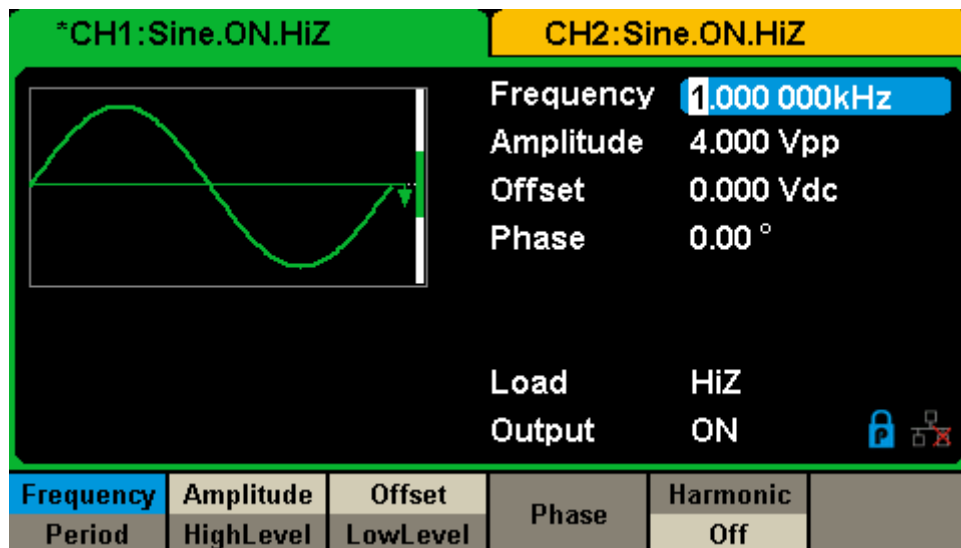 *CH1:Sine.ON.HiZ
CH2:Sine.ON.HiZ
Frequency 1.000 000kHz
Amplitude 4.000 Vpp
Offset 0.000 Vdc
Phase 0.00 °
Load HiZ
Output ON
P
Frequency Amplitude Offset Phase Harmonic
Period HighLevel LowLevel Off